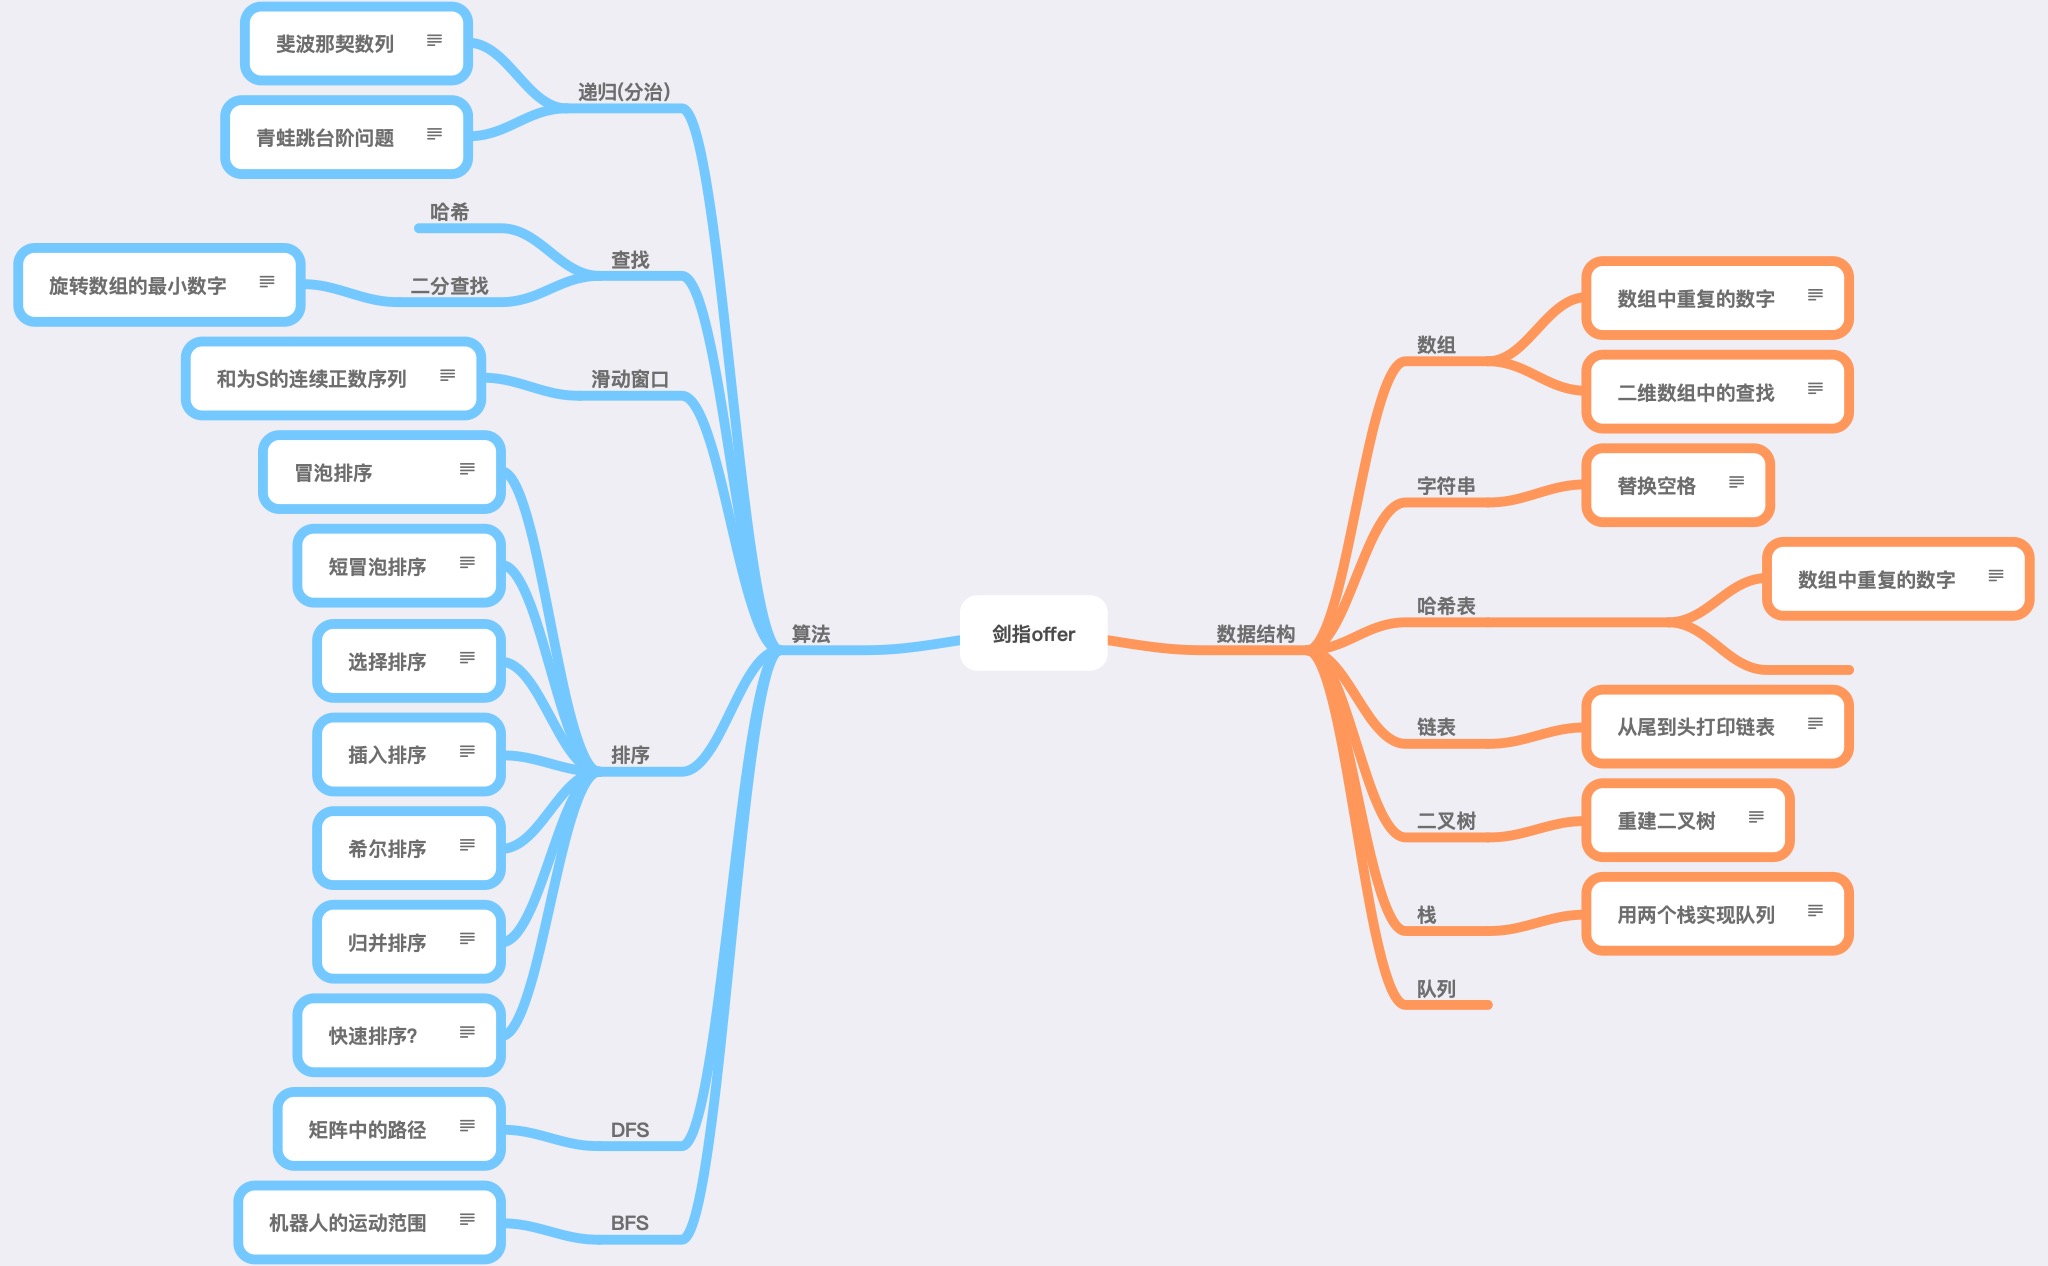 剑指offer
算法
递归(分治)
斐波那契数列
青蛙跳台阶问题
查找
哈希
二分查找
旋转数组的最小数字
滑动窗口
和为S的连续正数序列
排序
冒泡排序
短冒泡排序
选择排序
插入排序
希尔排序
归并排序
快速排序?
DFS
矩阵中的路径
BFS
机器人的运动范围
数据结构
数组
数组中重复的数字
二维数组中的查找
字符串
替换空格
哈希表
数组中重复的数字
链表
从尾到头打印链表
二叉树
重建二叉树
栈
用两个栈实现队列
队列